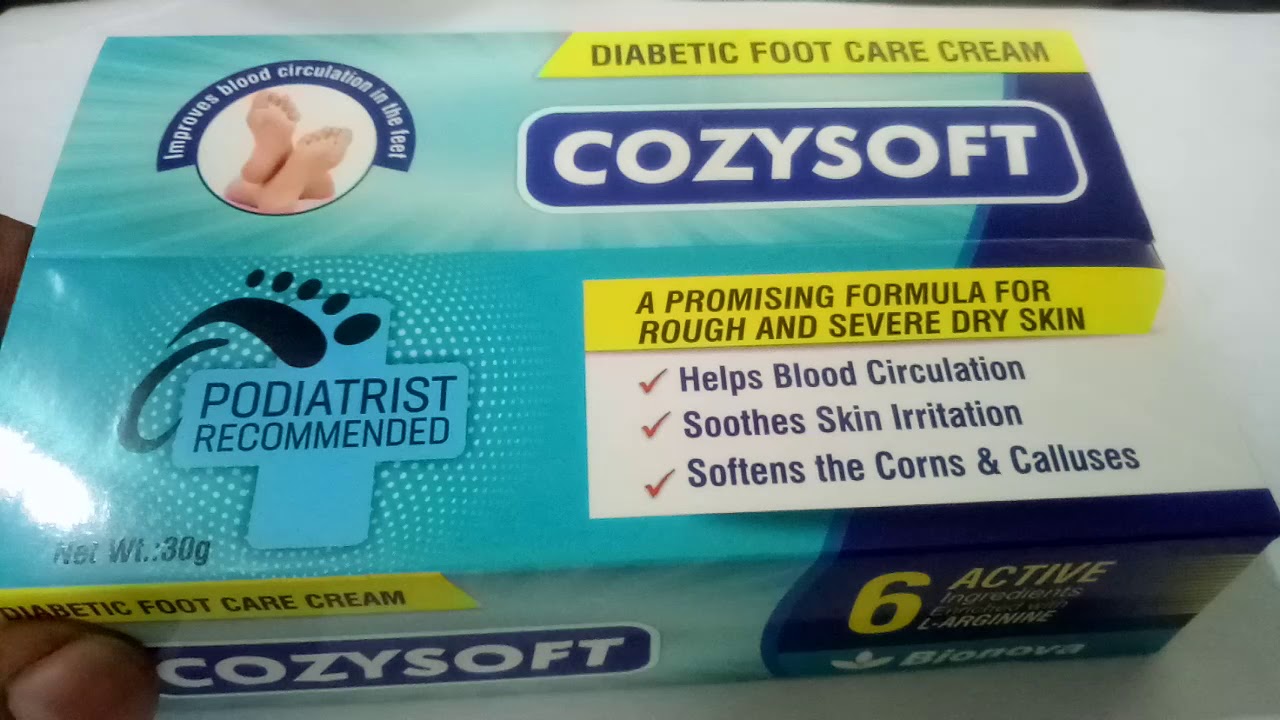 DIABETIC FOOT CARE CREAM
Improves blood circulation in the feet
COZYSOFT
A PROMISING FORMULA FOR
ROUGH AND SEVERE DRY SKIN
Helps Blood Circulation
Soothes Skin Irritation
Softens the Corns & Calluses
PODIATRIST
RECOMMENDED
Net Wt.:30g
DIABETIC FOOT CARE CREAM
COZYSOFT
6 ACTIVE
Ingredients
Enriched with
L-ARGININE
Bionova